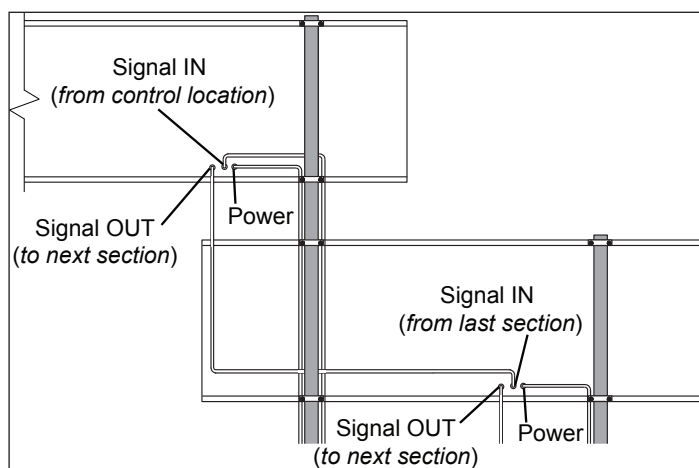 Signal IN
(from control location)
Signal OUT
(to next section)
Power
Signal IN
(from last section)
Signal OUT
(to next section)
Power